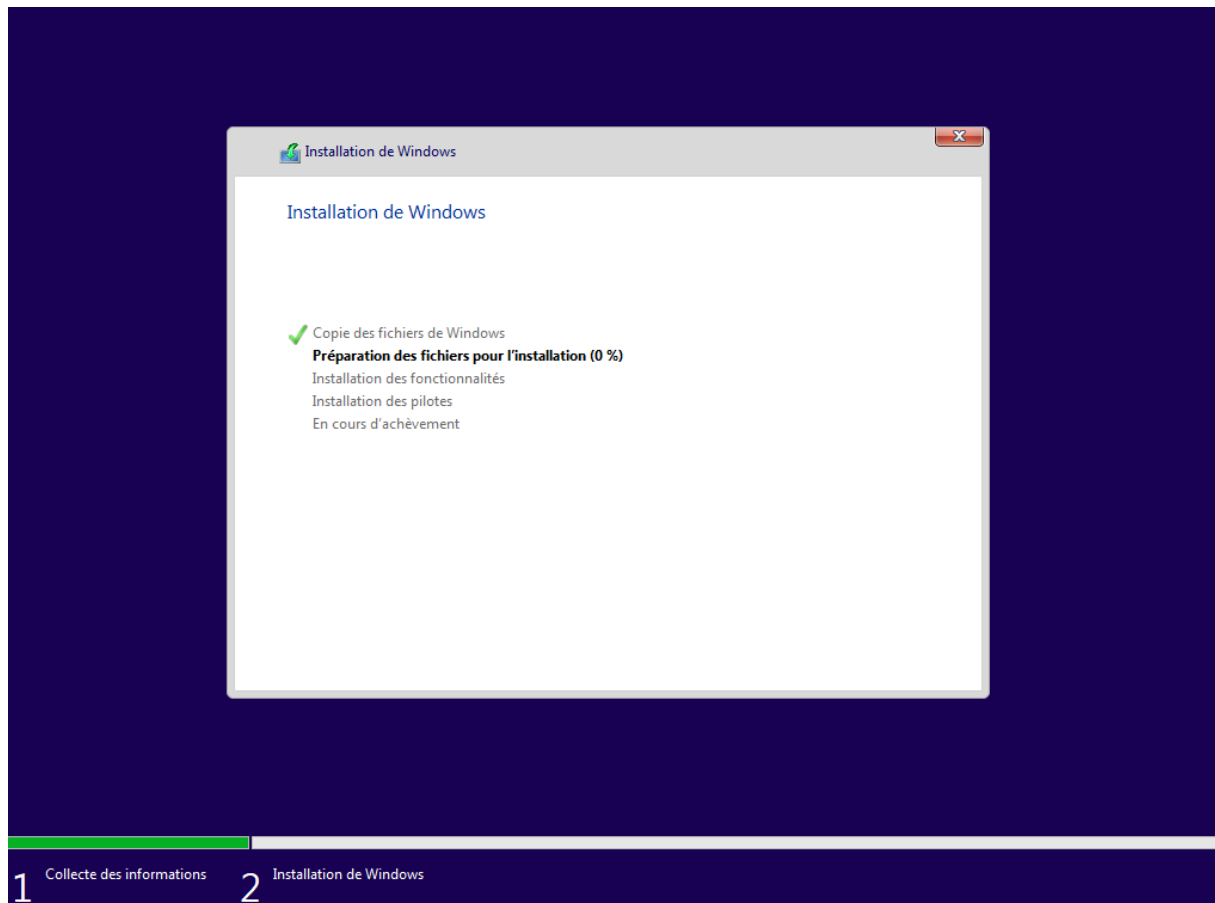 Installation de Windows
Installation de Windows
Copie des fichiers de Windows
Préparation des fichiers pour l'installation (0 %)
Installation des fonctionnalités
Installation des pilotes
En cours d'achèvement
1 Collecte des informations 2 Installation de Windows